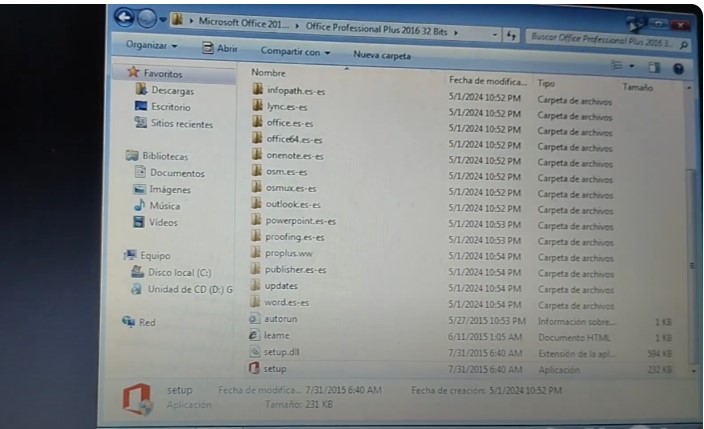 Microsoft Office 201... ▸ Office Professional Plus 2016 32 Bits ▸
Buscar Office Professional Plus 2016 3...
Organizar Abrir Compartir con Nueva carpeta
Nombre Fecha de modifica... Tipo Tamaño
Favoritos
Descargas
Escritorio
Sitios recientes
Bibliotecas
Documentos
Imágenes
Música
Vídeos
Equipo
Disco local (C:)
Unidad de CD (D:) G
Red
infopath.es-es 5/1/2024 10:52 PM Carpeta de archivos
lync.es-es 5/1/2024 10:52 PM Carpeta de archivos
office.es-es 5/1/2024 10:52 PM Carpeta de archivos
office64.es-es 5/1/2024 10:52 PM Carpeta de archivos
onenote.es-es 5/1/2024 10:52 PM Carpeta de archivos
osm.es-es 5/1/2024 10:52 PM Carpeta de archivos
osmux.es-es 5/1/2024 10:52 PM Carpeta de archivos
outlook.es-es 5/1/2024 10:52 PM Carpeta de archivos
powerpoint.es-es 5/1/2024 10:53 PM Carpeta de archivos
proofing.es-es 5/1/2024 10:53 PM Carpeta de archivos
proplus.ww 5/1/2024 10:54 PM Carpeta de archivos
publisher.es-es 5/1/2024 10:54 PM Carpeta de archivos
updates 5/1/2024 10:54 PM Carpeta de archivos
word.es-es 5/1/2024 10:54 PM Carpeta de archivos
autorun 5/27/2015 10:53 PM Información sobre... 1 KB
leame 6/11/2015 1:05 AM Documento HTML 1 KB
setup.dll 7/31/2015 6:40 AM Extensión de la apl... 594 KB
setup 7/31/2015 6:40 AM Aplicación 232 KB
setup Fecha de modifica... 7/31/2015 6:40 AM Fecha de creación: 5/1/2024 10:52 PM
Aplicación Tamaño: 231 KB